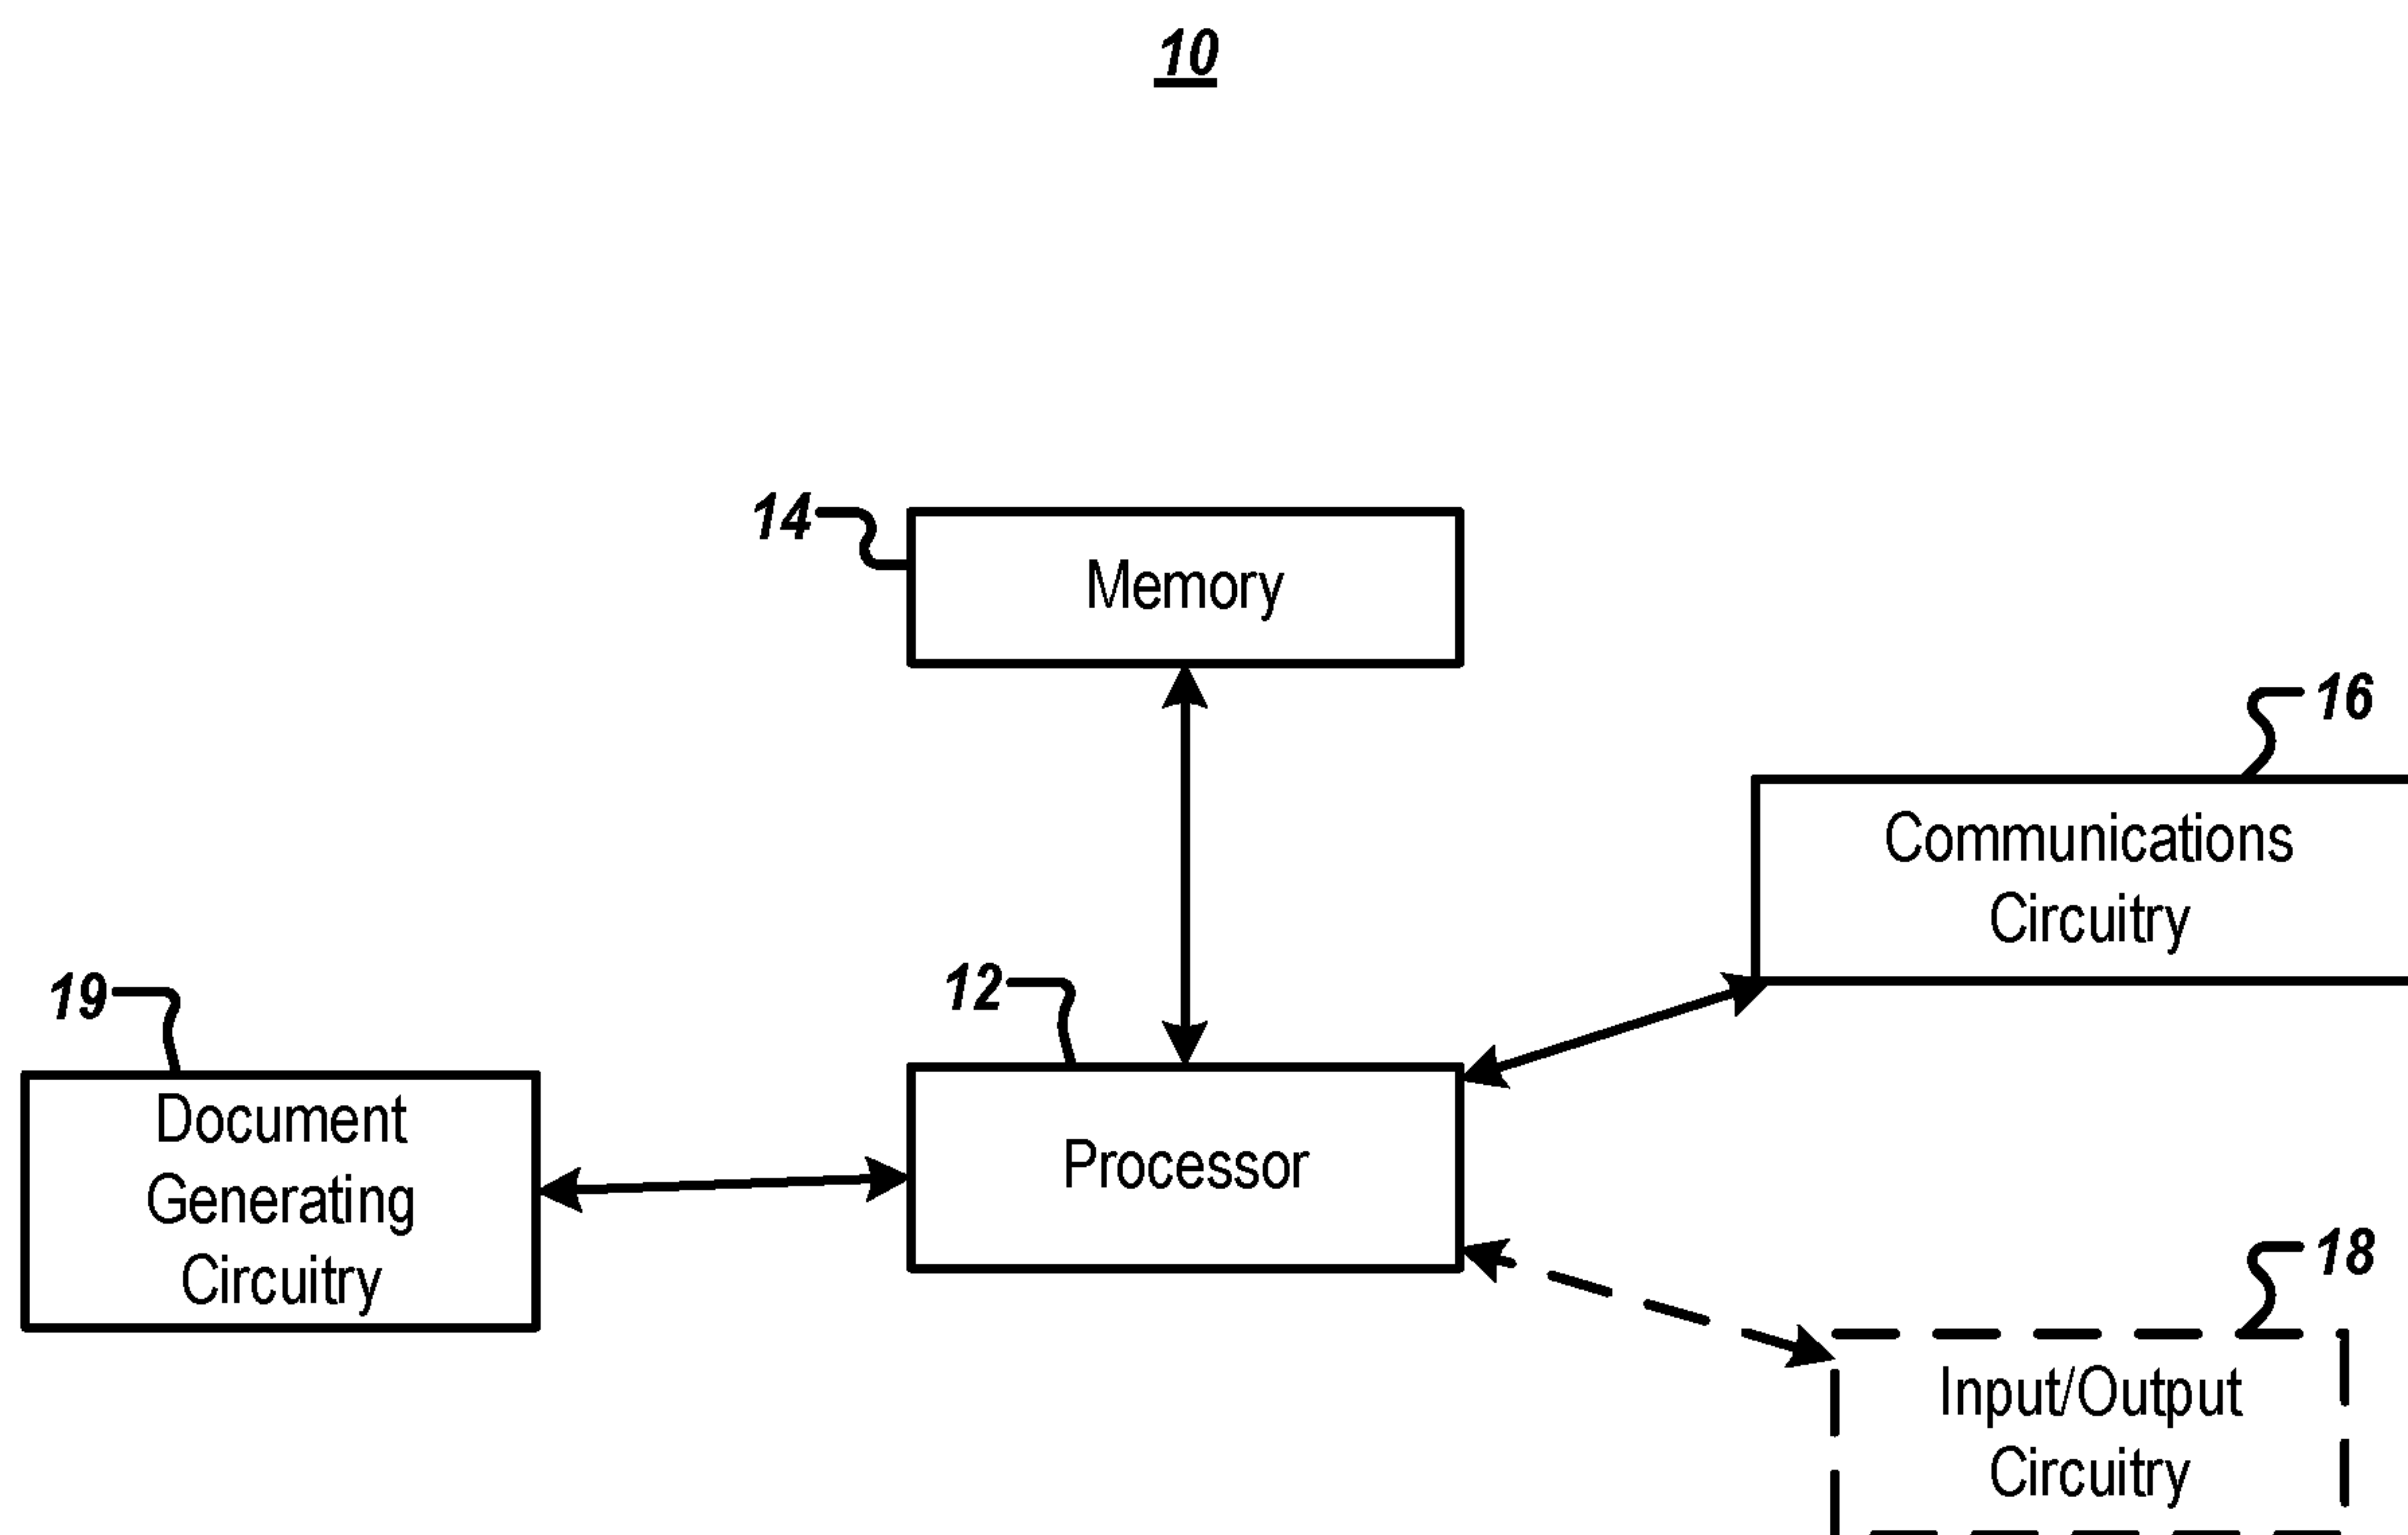 10
14
Memory
16
Communications
Circuitry
19
12
Document
Generating
Circuitry
Processor
18
Input/Output
Circuitry